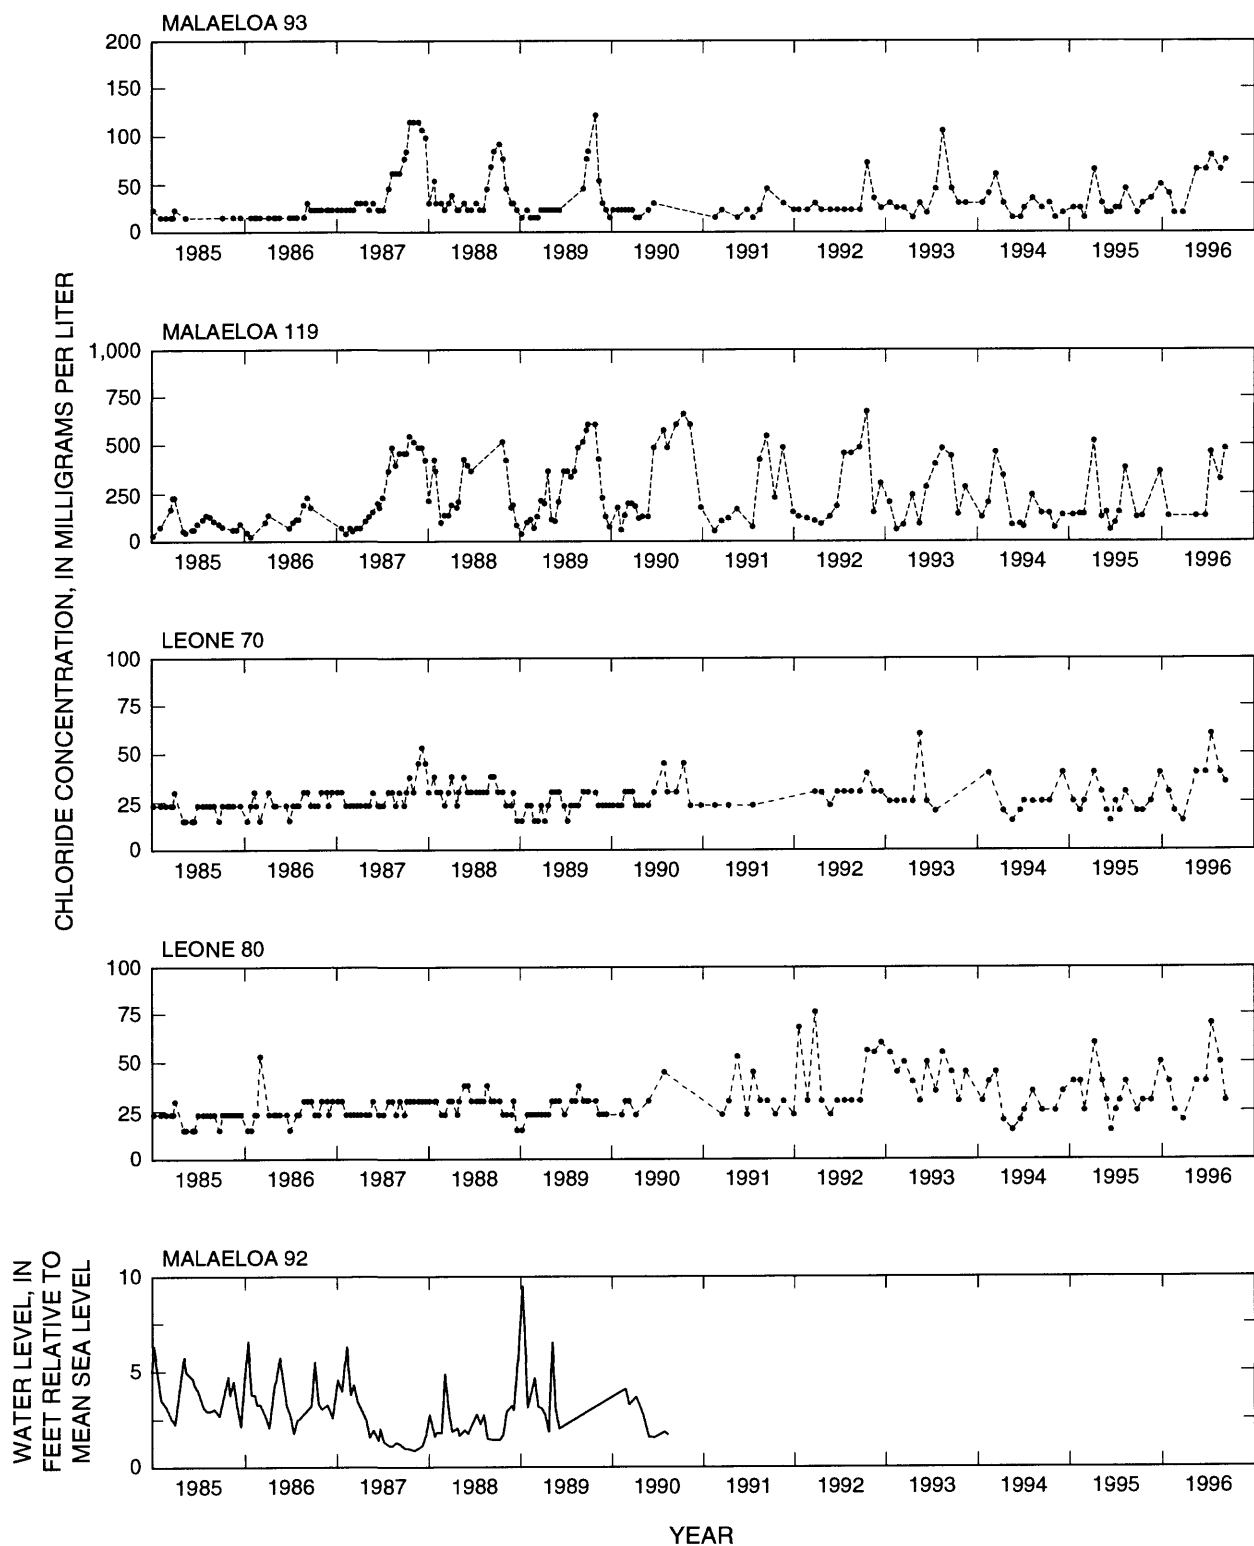 MALAELOA 93
200
150
100
50
0
1985 1986 1987 1988 1989 1990 1991 1992 1993 1994 1995 1996
CHLORIDE CONCENTRATION, IN MILLIGRAMS PER LITER
MALAELOA 119
1,000
750
500
250
0
1985 1986 1987 1988 1989 1990 1991 1992 1993 1994 1995 1996
LEONE 70
100
75
50
25
0
1985 1986 1987 1988 1989 1990 1991 1992 1993 1994 1995 1996
LEONE 80
100
75
50
25
0
1985 1986 1987 1988 1989 1990 1991 1992 1993 1994 1995 1996
WATER LEVEL, IN
FEET RELATIVE TO
MEAN SEA LEVEL
MALAELOA 92
10
5
0
1985 1986 1987 1988 1989 1990 1991 1992 1993 1994 1995 1996
YEAR